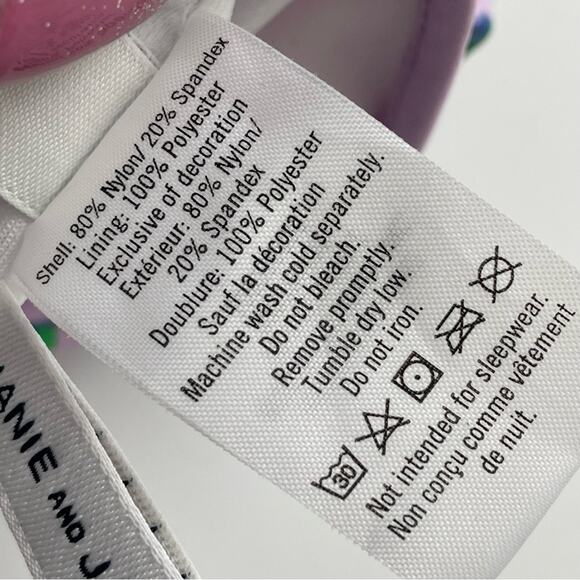 Shell: 80% Nylon/ 20% Spandex
Lining: 100% Polyester
Exclusive of decoration
Extérieur: 80% Nylon/
20% Spandex
Doublure: 100% Polyester
Sauf la décoration
Machine wash cold separately.
Do not bleach.
Remove promptly.
Tumble dry low.
Do not iron.
30
Not intended for sleepwear.
Non conçu comme vêtement
de nuit.
ANIE AND J